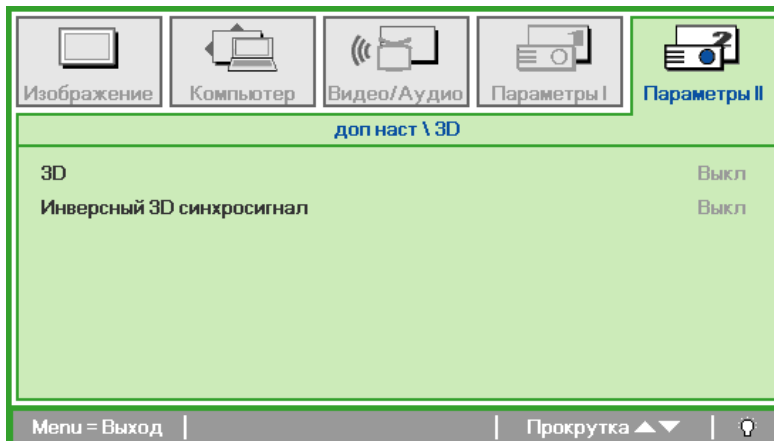 Изображение Компьютер Видео/Аудио Параметры I Параметры II
доп наст \ 3D
3D Выкл
Инверсный 3D синхросигнал Выкл
Menu = Выход Прокрутка ▲▼